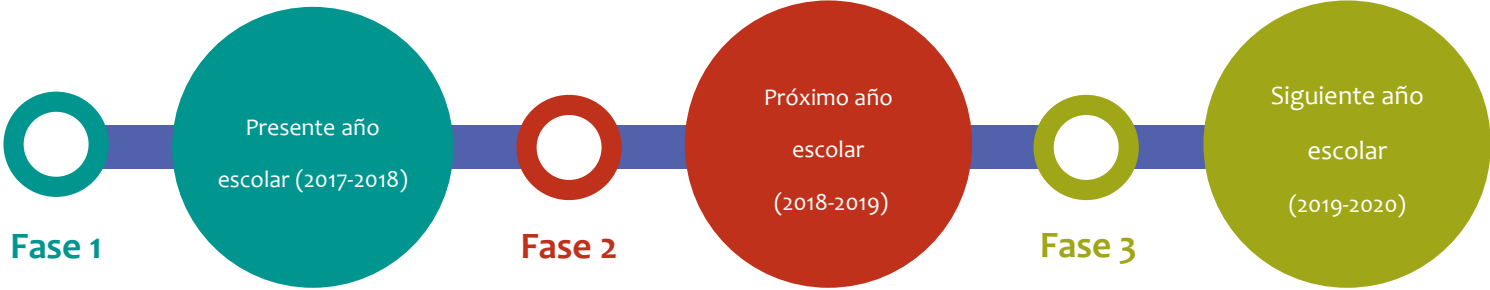 Fase 1
Presente año
escolar (2017-2018)
Fase 2
Próximo año
escolar
(2018-2019)
Fase 3
Siguiente año
escolar
(2019-2020)